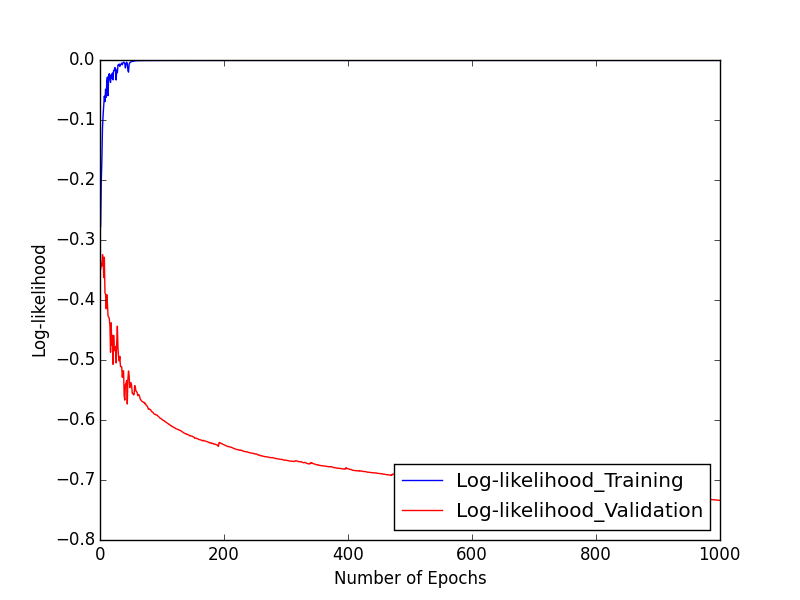 0.0
−0.1
−0.2
−0.3
−0.4
−0.5
−0.6
−0.7
−0.8
Log-likelihood
Log-likelihood_Training
Log-likelihood_Validation
0 200 400 600 800 1000
Number of Epochs